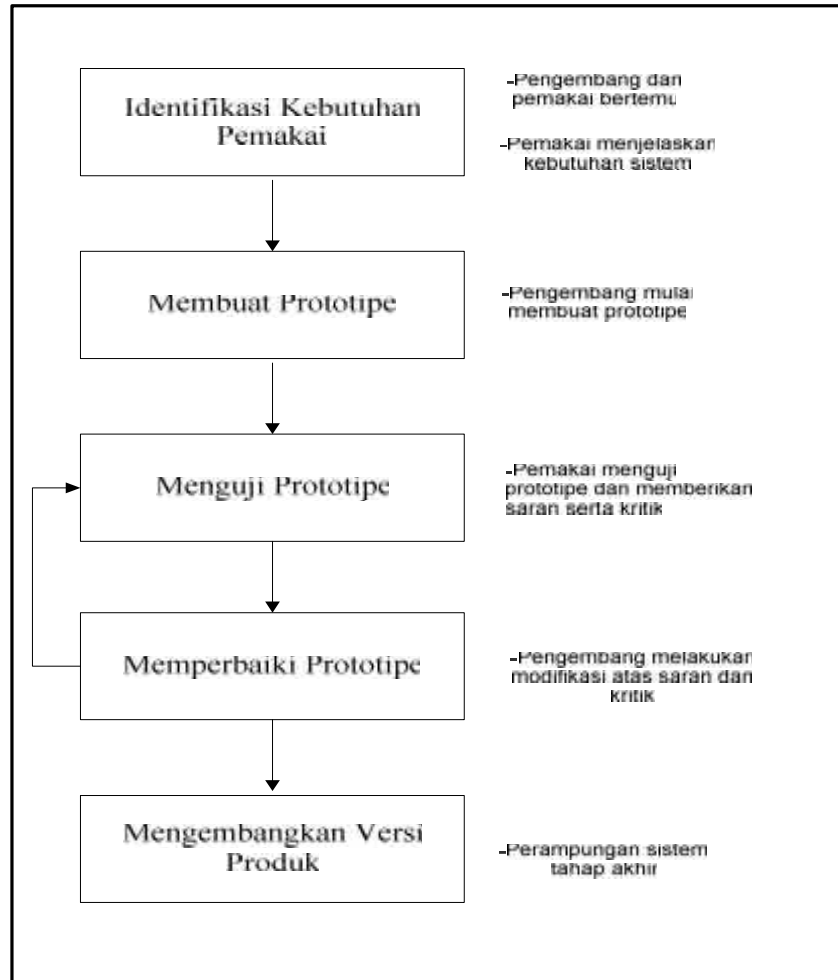 Identifikasi Kebutuhan
Pemakai
-Pengembang dan
pemakai bertemu
-Pemakai menjelaskan
kebutuhan sistem
Membuat Prototipe
-Pengembang mulai
membuat prototipe
Menguji Prototipe
-Pemakai menguji
prototipe dan memberikan
saran serta kritik
Memperbaiki Prototipe
-Pengembang melakukan
modifikasi atas saran dan
kritik
Mengembangkan Versi
Produk
-Perampungan sistem
tahap akhir